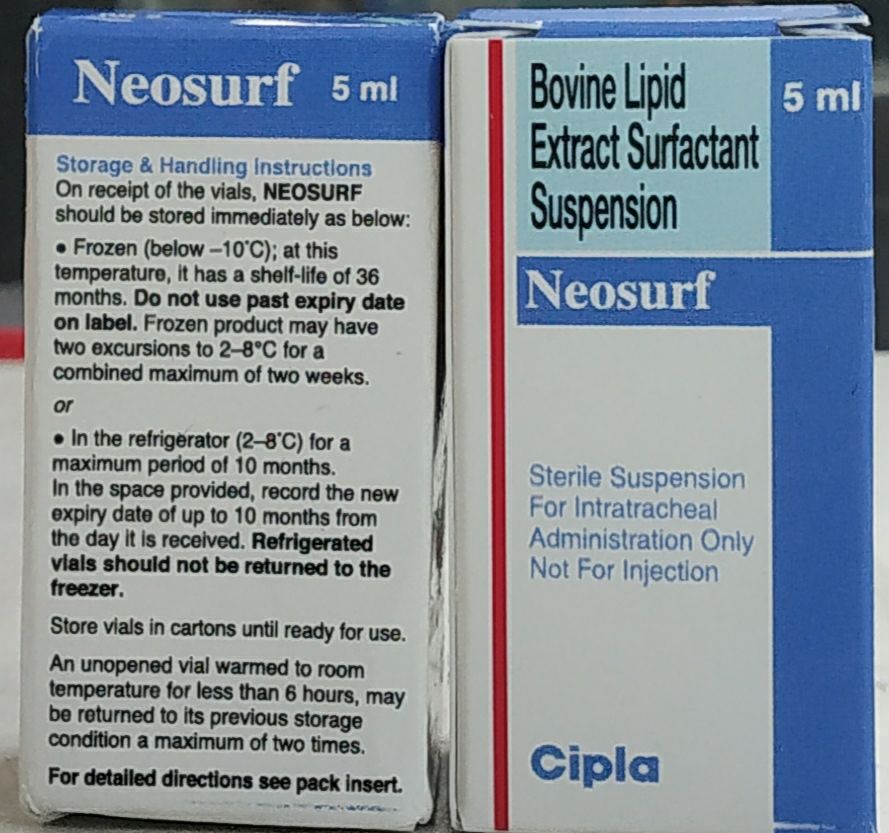 Neosurf 5 ml
Storage & Handling Instructions
On receipt of the vials, NEOSURF
should be stored immediately as below:
• Frozen (below –10°C); at this
temperature, it has a shelf-life of 36
months. Do not use past expiry date
on label. Frozen product may have
two excursions to 2–8°C for a
combined maximum of two weeks.
or
• In the refrigerator (2–8°C) for a
maximum period of 10 months.
In the space provided, record the new
expiry date of up to 10 months from
the day it is received. Refrigerated
vials should not be returned to the
freezer.
Store vials in cartons until ready for use.
An unopened vial warmed to room
temperature for less than 6 hours, may
be returned to its previous storage
condition a maximum of two times.
For detailed directions see pack insert.
Bovine Lipid
Extract Surfactant
Suspension
5 ml
Neosurf
Sterile Suspension
For Intratracheal
Administration Only
Not For Injection
Cipla